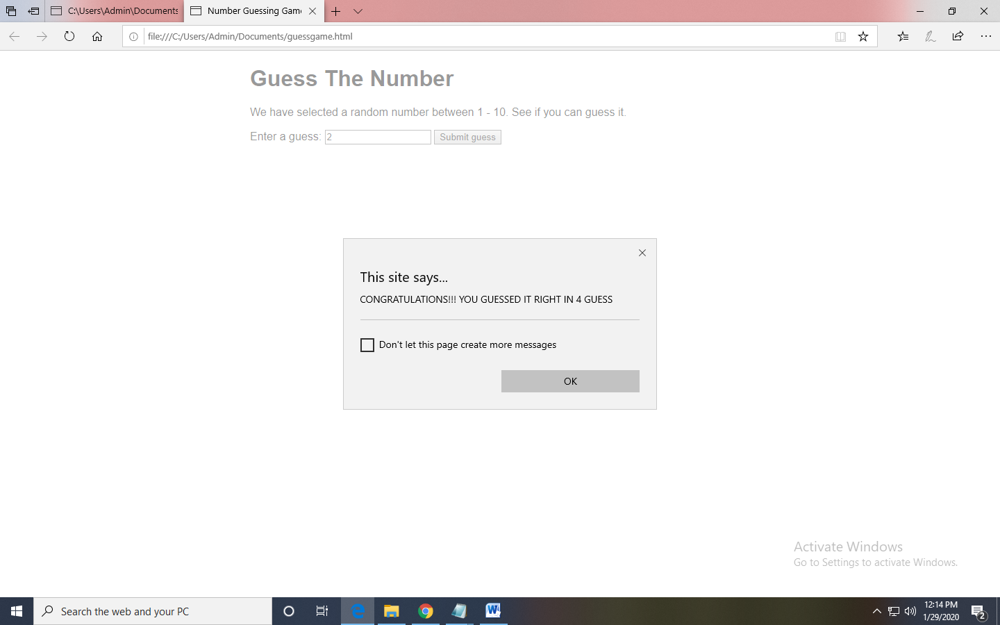 C:\Users\Admin\Documents
Number Guessing Gam
file:///C:/Users/Admin/Documents/guessgame.html
Guess The Number
We have selected a random number between 1 - 10. See if you can guess it.
Enter a guess: 2 Submit guess
This site says...
CONGRATULATIONS!!! YOU GUESSED IT RIGHT IN 4 GUESS
Don't let this page create more messages
OK
Activate Windows
Go to Settings to activate Windows.
Search the web and your PC
12:14 PM
1/29/2020
2